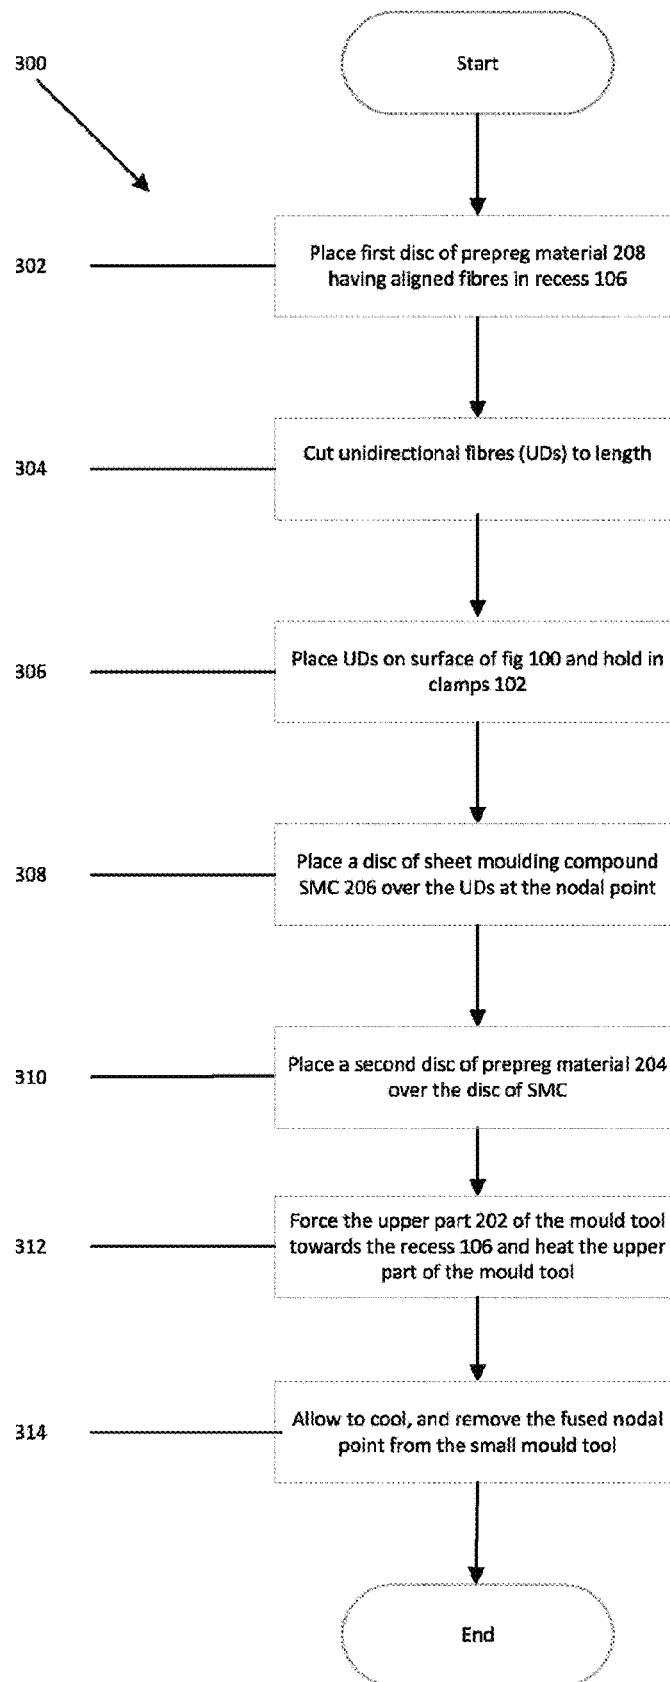 Start
300
302
Place first disc of prepreg material 208
having aligned fibres in recess 106
304
Cut unidirectional fibres (UDs) to length
306
Place UDs on surface of fig 100 and hold in
clamps 102
308
Place a disc of sheet moulding compound
SMC 206 over the UDs at the nodal point
310
Place a second disc of prepreg material 204
over the disc of SMC
312
Force the upper part 202 of the mould tool
towards the recess 106 and heat the upper
part of the mould tool
314
Allow to cool, and remove the fused nodal
point from the small mould tool
End